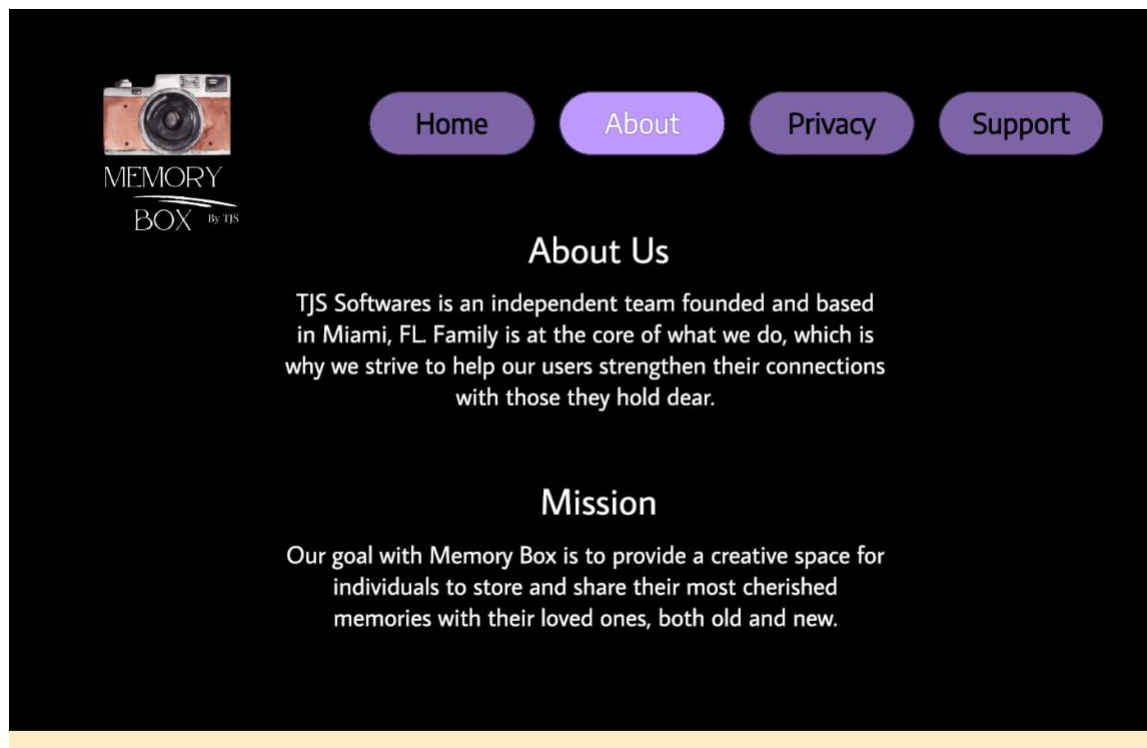 MEMORY
BOX By TJS
Home About Privacy Support
About Us
TJS Softwares is an independent team founded and based
in Miami, FL. Family is at the core of what we do, which is
why we strive to help our users strengthen their connections
with those they hold dear.
Mission
Our goal with Memory Box is to provide a creative space for
individuals to store and share their most cherished
memories with their loved ones, both old and new.